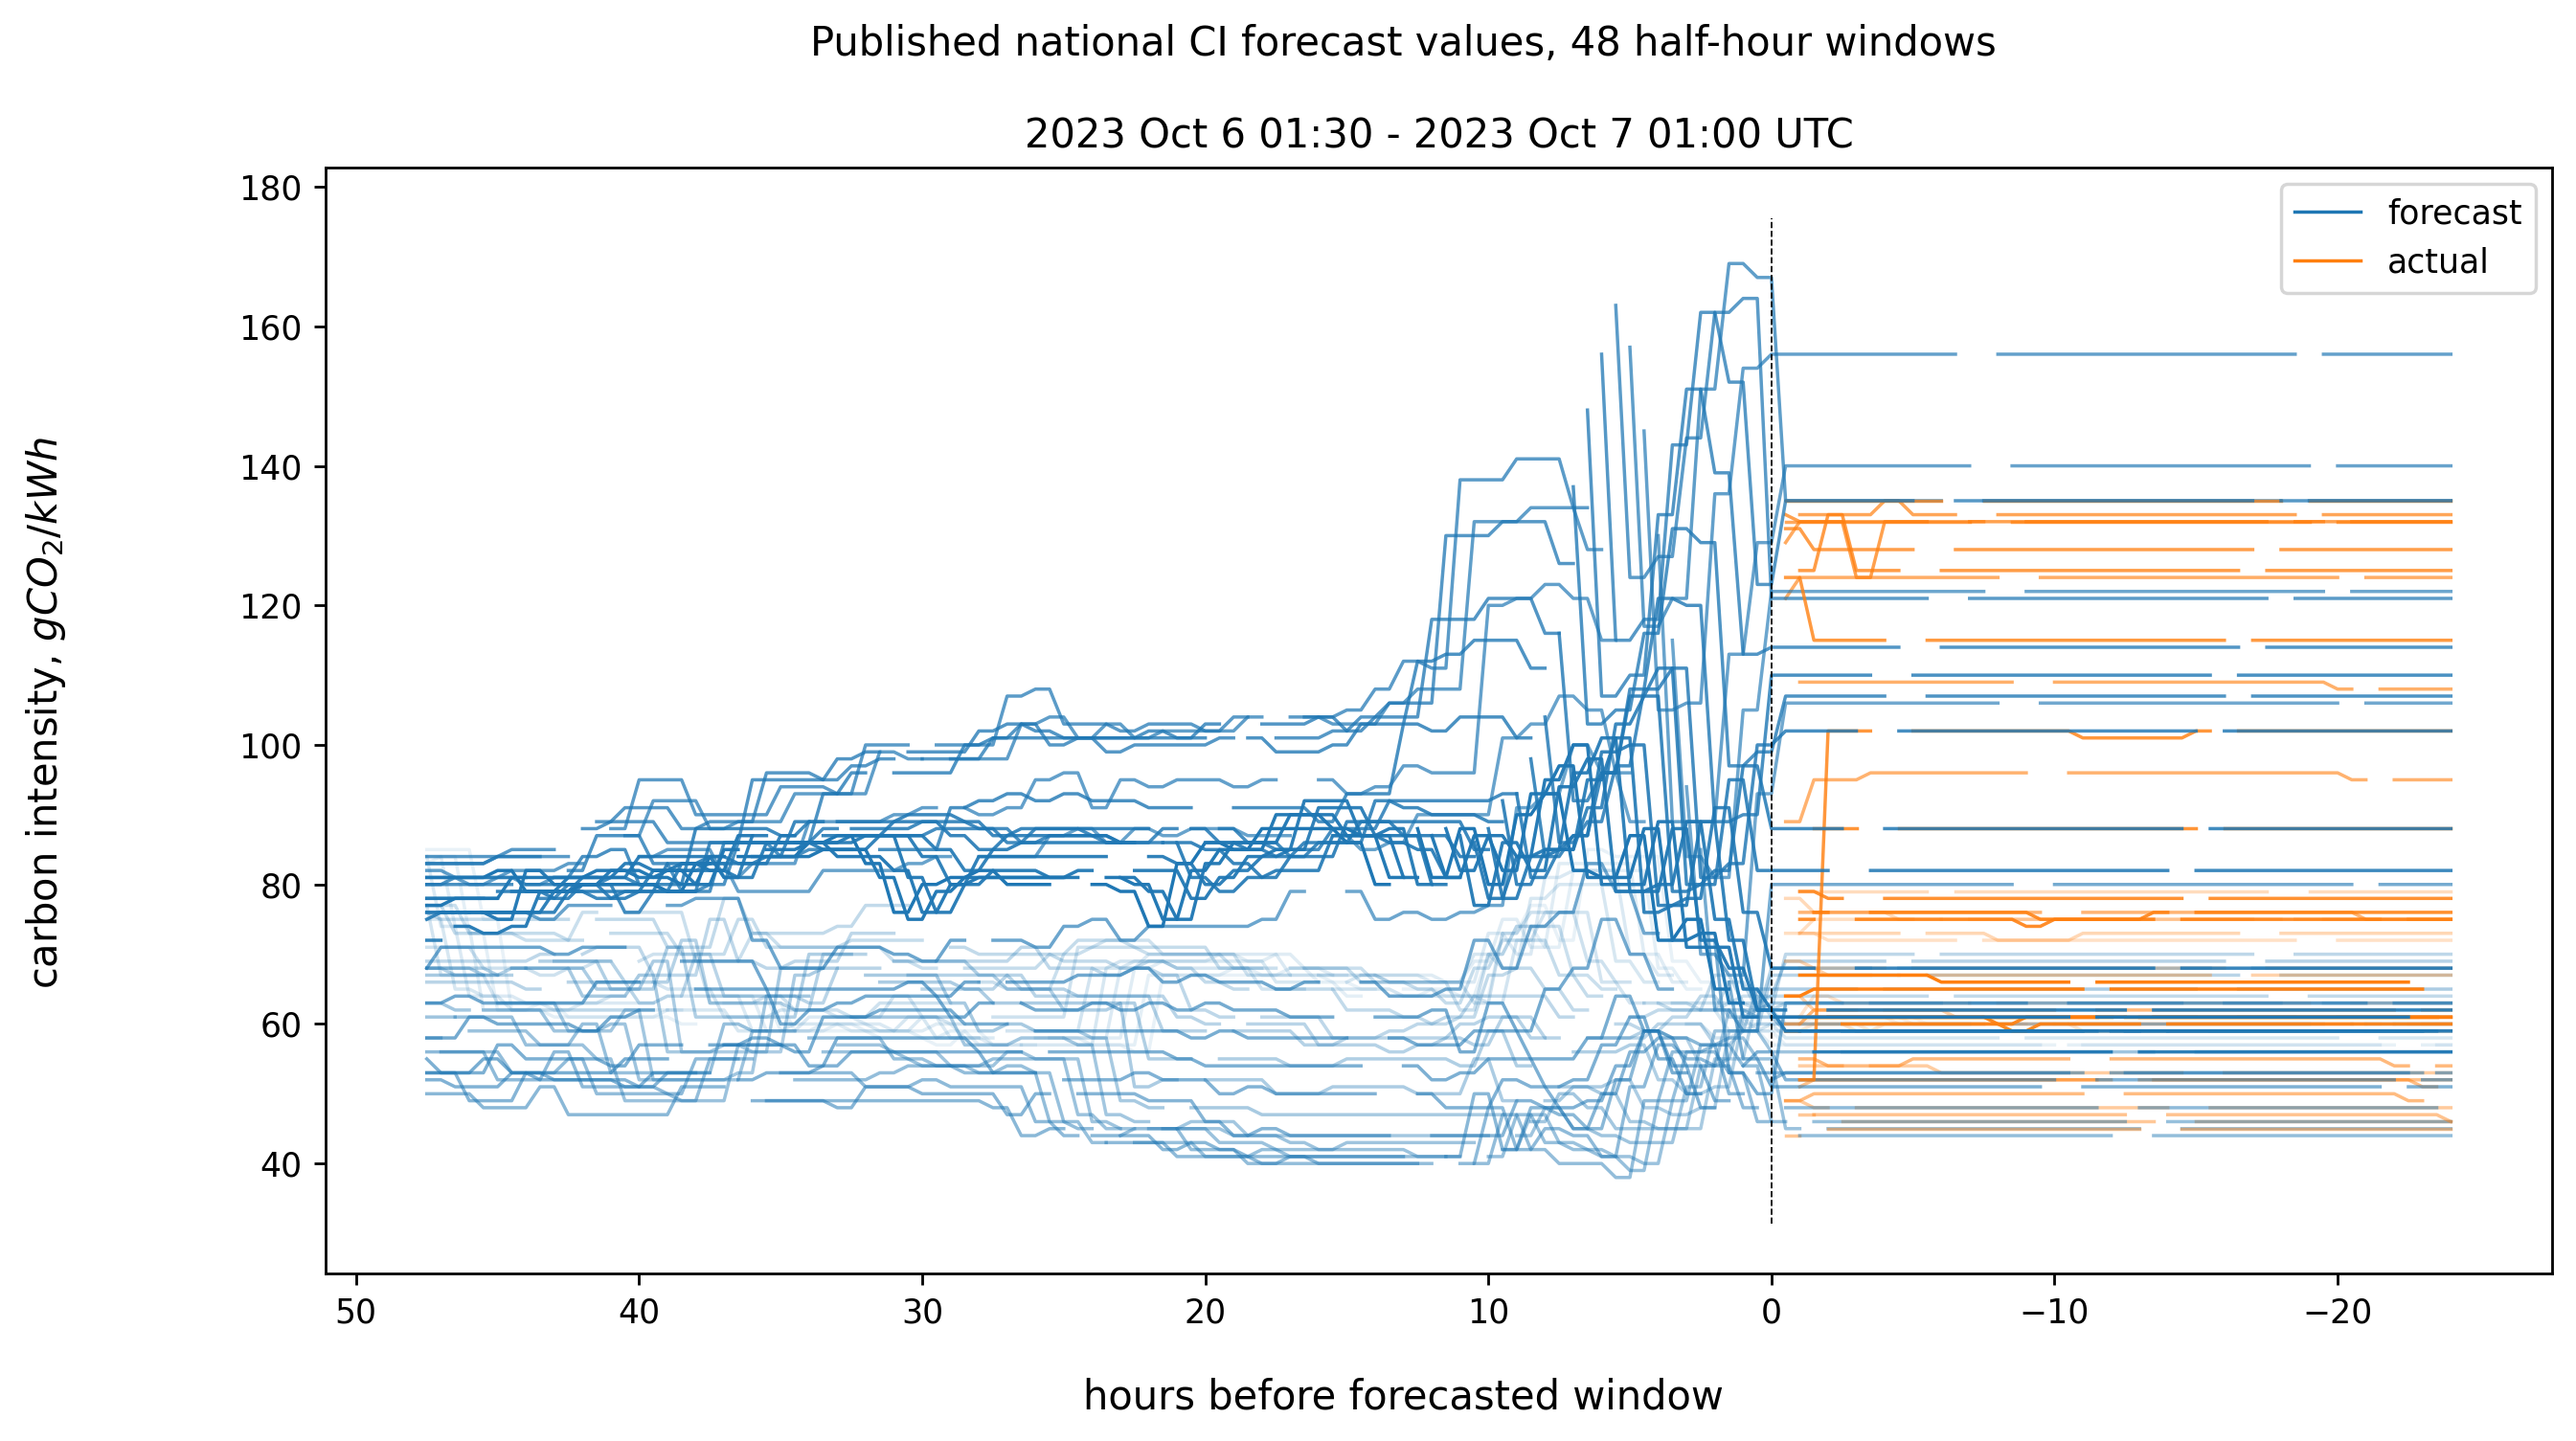 Published national CI forecast values, 48 half-hour windows
2023 Oct 6 01:30 - 2023 Oct 7 01:00 UTC
forecast
actual
carbon intensity, gCO₂/kWh
180
160
140
120
100
80
60
40
50 40 30 20 10 0 −10 −20
hours before forecasted window